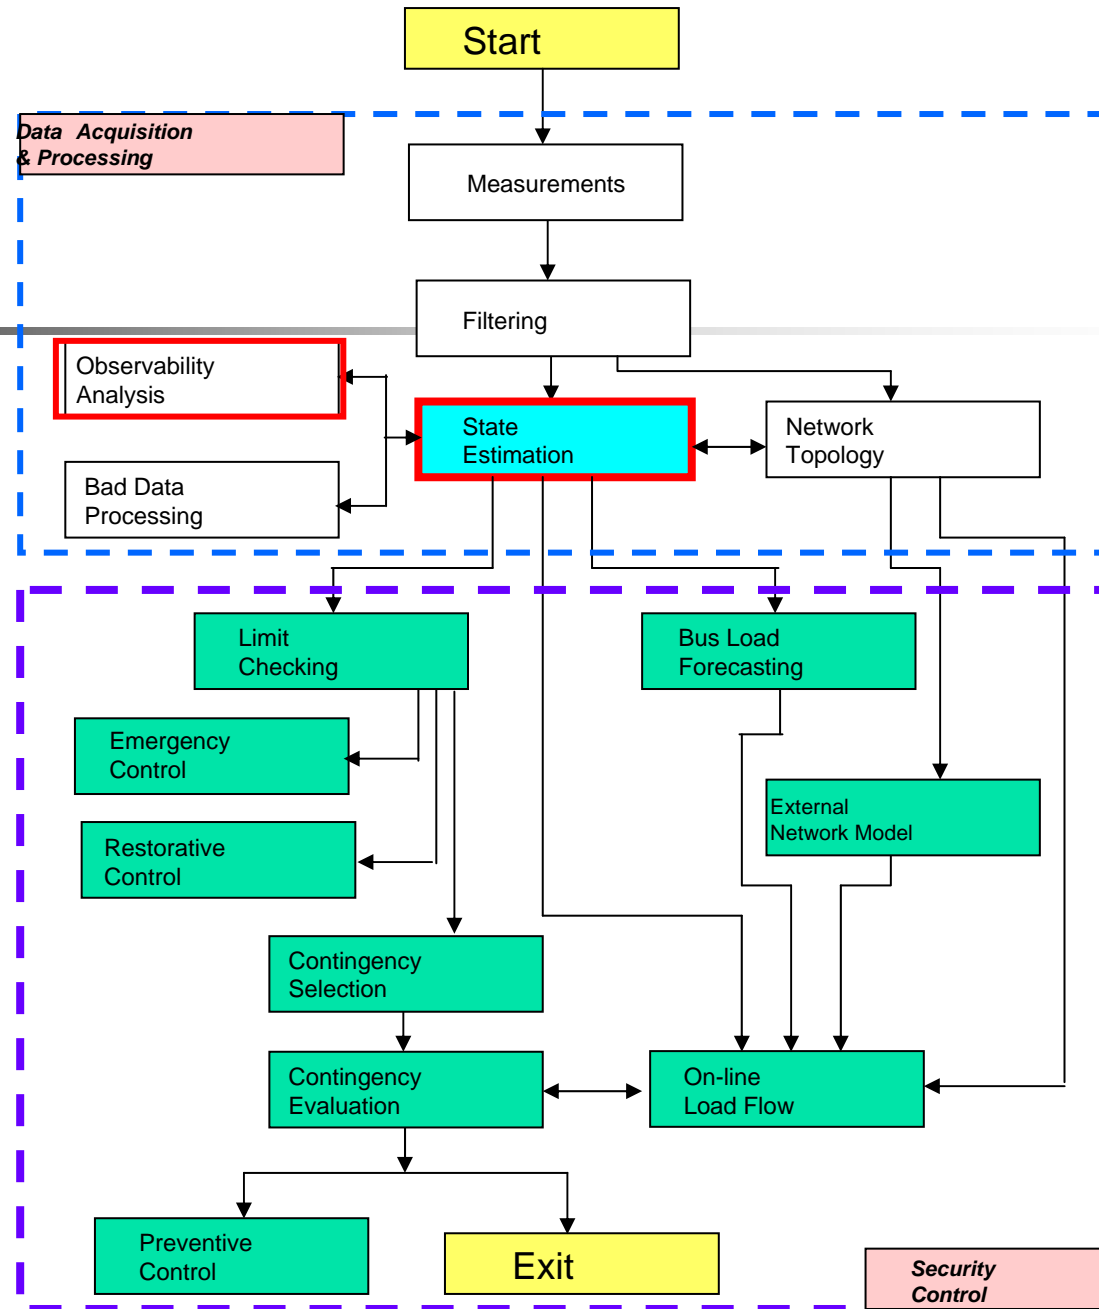 Start
Data Acquisition
& Processing
Measurements
Filtering
Observability
Analysis
State
Estimation
Network
Topology
Bad Data
Processing
Limit
Checking
Bus Load
Forecasting
Emergency
Control
External
Network Model
Restorative
Control
Contingency
Selection
Contingency
Evaluation
On-line
Load Flow
Preventive
Control
Exit
Security
Control